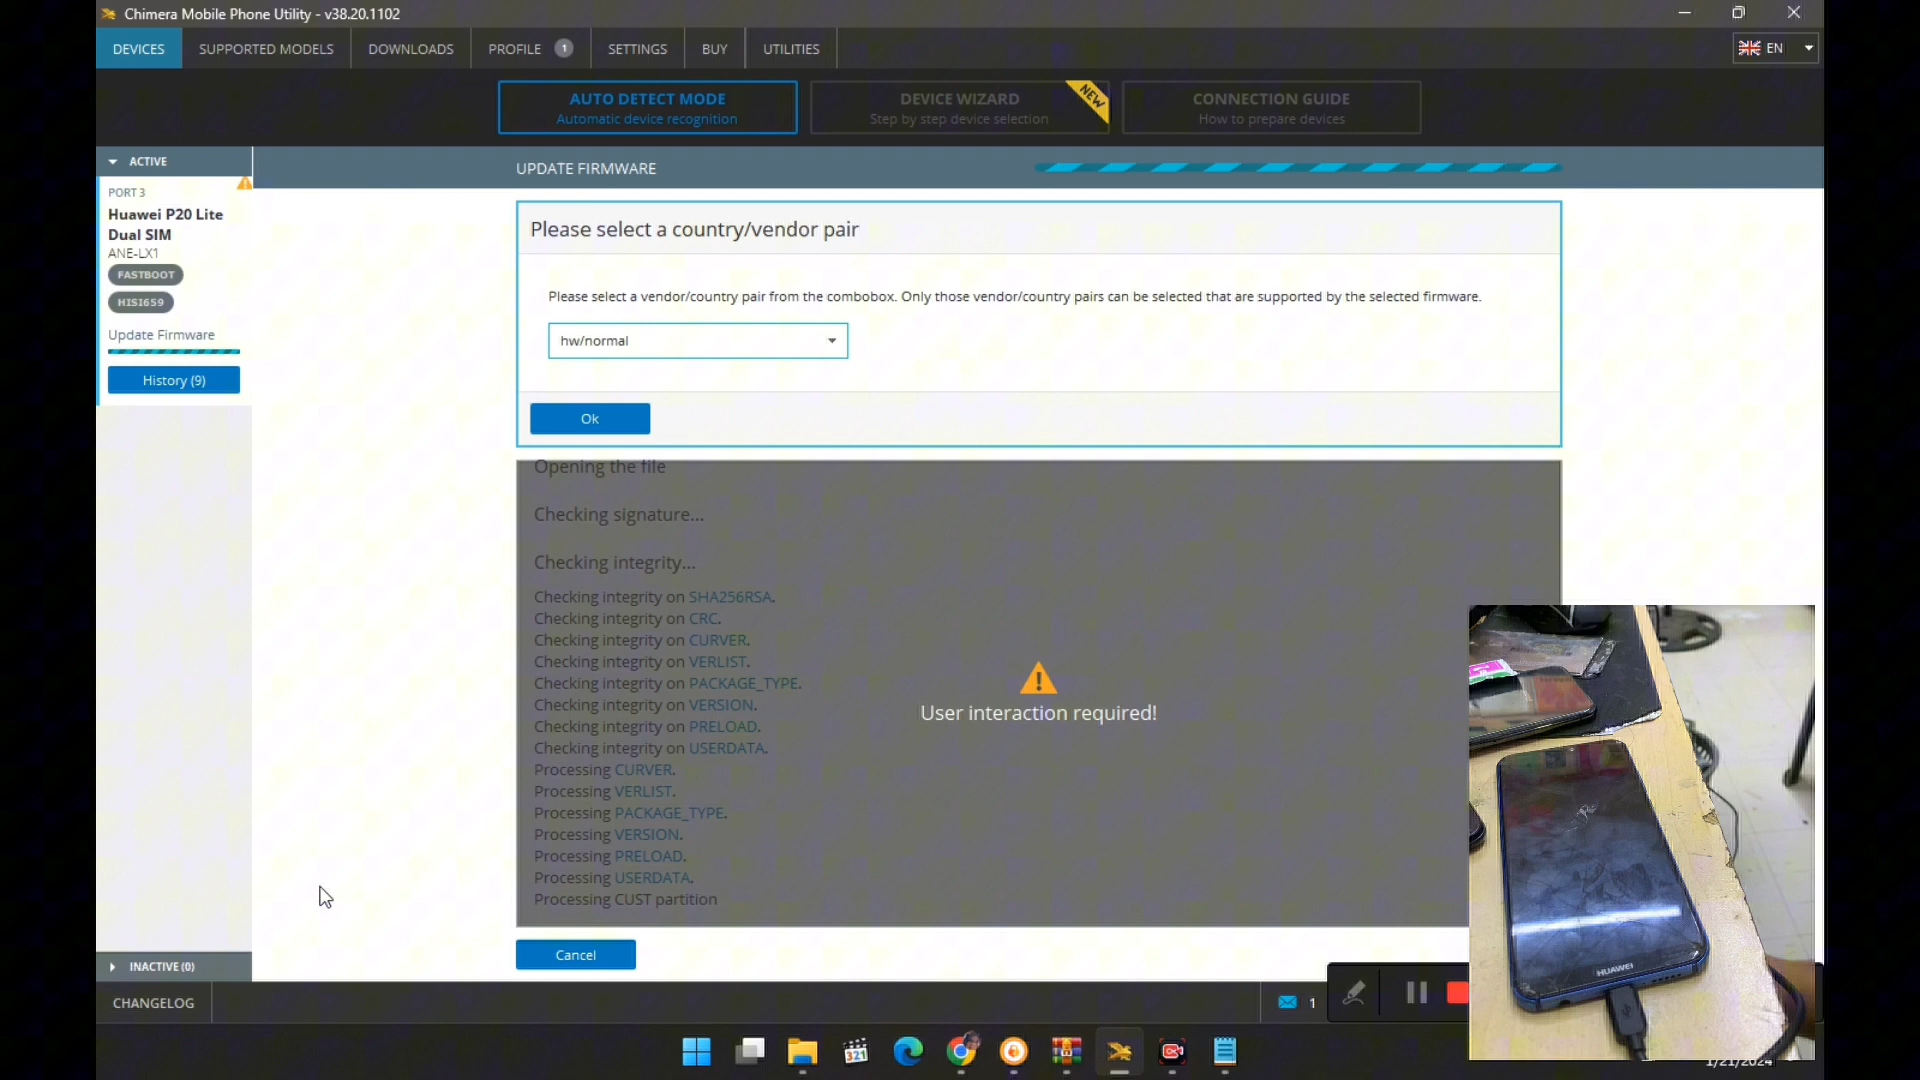 Chimera Mobile Phone Utility - v38.20.1102
DEVICES
SUPPORTED MODELS
DOWNLOADS
PROFILE 1
SETTINGS
BUY
UTILITIES
EN
AUTO DETECT MODE
Automatic device recognition
DEVICE WIZARD
Step by step device selection
NEW
CONNECTION GUIDE
How to prepare devices
ACTIVE
PORT 3
Huawei P20 Lite
Dual SIM
ANE-LX1
FASTBOOT
HISI659
Update Firmware
History (9)
UPDATE FIRMWARE
Please select a country/vendor pair
Please select a vendor/country pair from the combobox. Only those vendor/country pairs can be selected that are supported by the selected firmware.
hw/normal
Ok
Opening the file
Checking signature...
Checking integrity...
Checking integrity on SHA256RSA.
Checking integrity on CRC.
Checking integrity on CURVER.
Checking integrity on VERLIST.
Checking integrity on PACKAGE_TYPE.
Checking integrity on VERSION.
Checking integrity on PRELOAD.
Checking integrity on USERDATA.
Processing CURVER.
Processing VERLIST.
Processing PACKAGE_TYPE.
Processing VERSION.
Processing PRELOAD.
Processing USERDATA.
Processing CUST partition
User interaction required!
Cancel
INACTIVE (0)
CHANGELOG
1
HUAWEI
321
1/21/2024